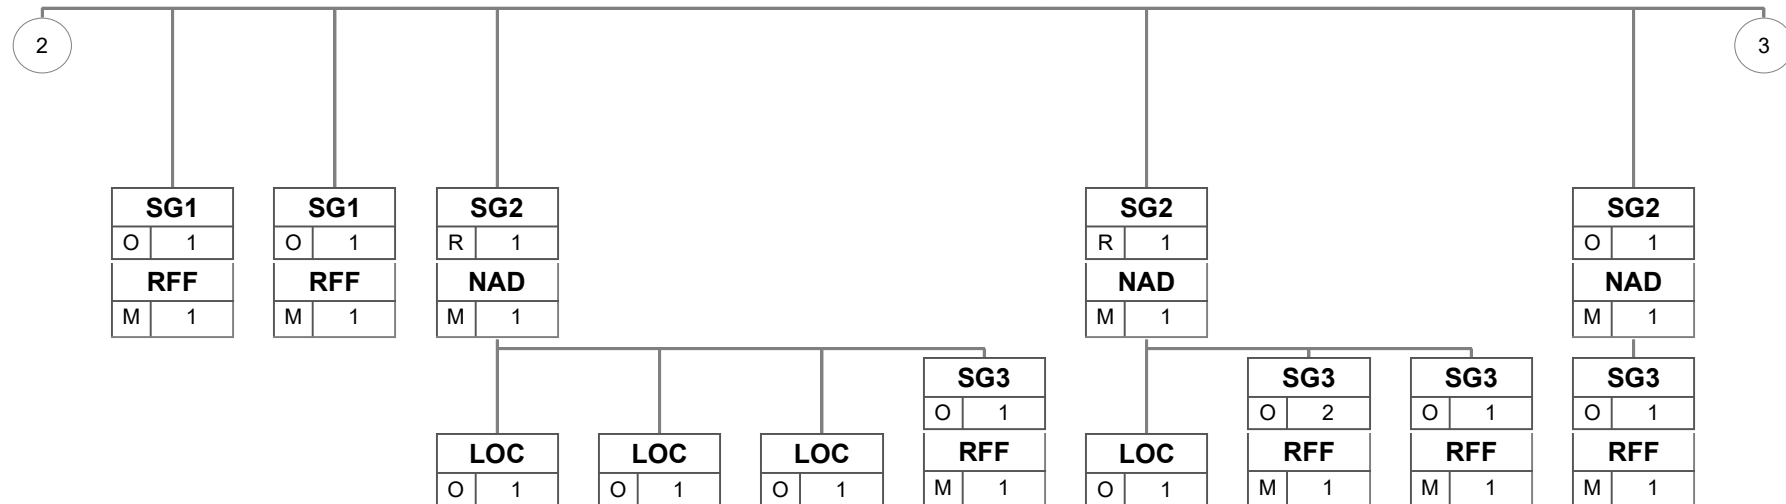 2 3
SG1 SG1 SG2 SG2 SG2
O 1 O 1 R 1 R 1 O 1
RFF RFF NAD NAD NAD
M 1 M 1 M 1 M 1 M 1
SG3 SG3 SG3 SG3
O 1 O 2 O 1 O 1
LOC LOC LOC RFF LOC RFF RFF RFF
O 1 O 1 O 1 M 1 O 1 M 1 M 1 M 1